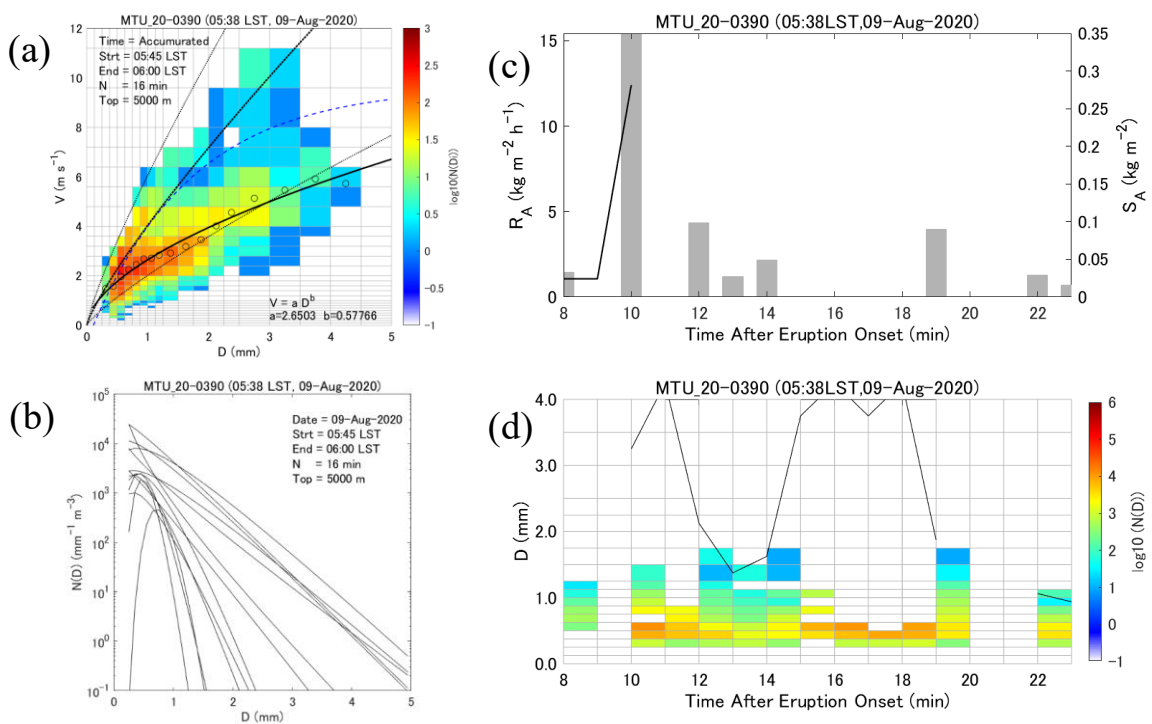 (a)
MTU_20-0390 (05:38 LST, 09-Aug-2020)
Time = Accumurated
Strt = 05:45 LST
End = 06:00 LST
N = 16 min
Top = 5000 m
V = a D^b
a=2.6503 b=0.57766
V (m s⁻¹)
12
10
8
6
4
2
0
0 1 2 3 4 5
D (mm)
3
2.5
2
1.5
1
0.5
0
-0.5
-1
log10(N(Di))
(c)
MTU_20-0390 (05:38LST,09-Aug-2020)
R_A (kg m⁻² h⁻¹)
15
10
5
0
0.35
0.3
0.25
0.2
0.15
0.1
0.05
0
S_A (kg m⁻²)
8 10 12 14 16 18 20 22
Time After Eruption Onset (min)
(b)
MTU_20-0390 (05:38 LST, 09-Aug-2020)
Date = 09-Aug-2020
Strt = 05:45 LST
End = 06:00 LST
N = 16 min
Top = 5000 m
N(D) (mm⁻¹ m⁻³)
10⁵
10⁴
10³
10²
10¹
10⁰
10⁻¹
0 1 2 3 4 5
D (mm)
(d)
MTU_20-0390 (05:38LST,09-Aug-2020)
D (mm)
4.0
3.0
2.0
1.0
0.0
8 10 12 14 16 18 20 22
Time After Eruption Onset (min)
6
5
4
3
2
1
0
-1
log10 (N(D))